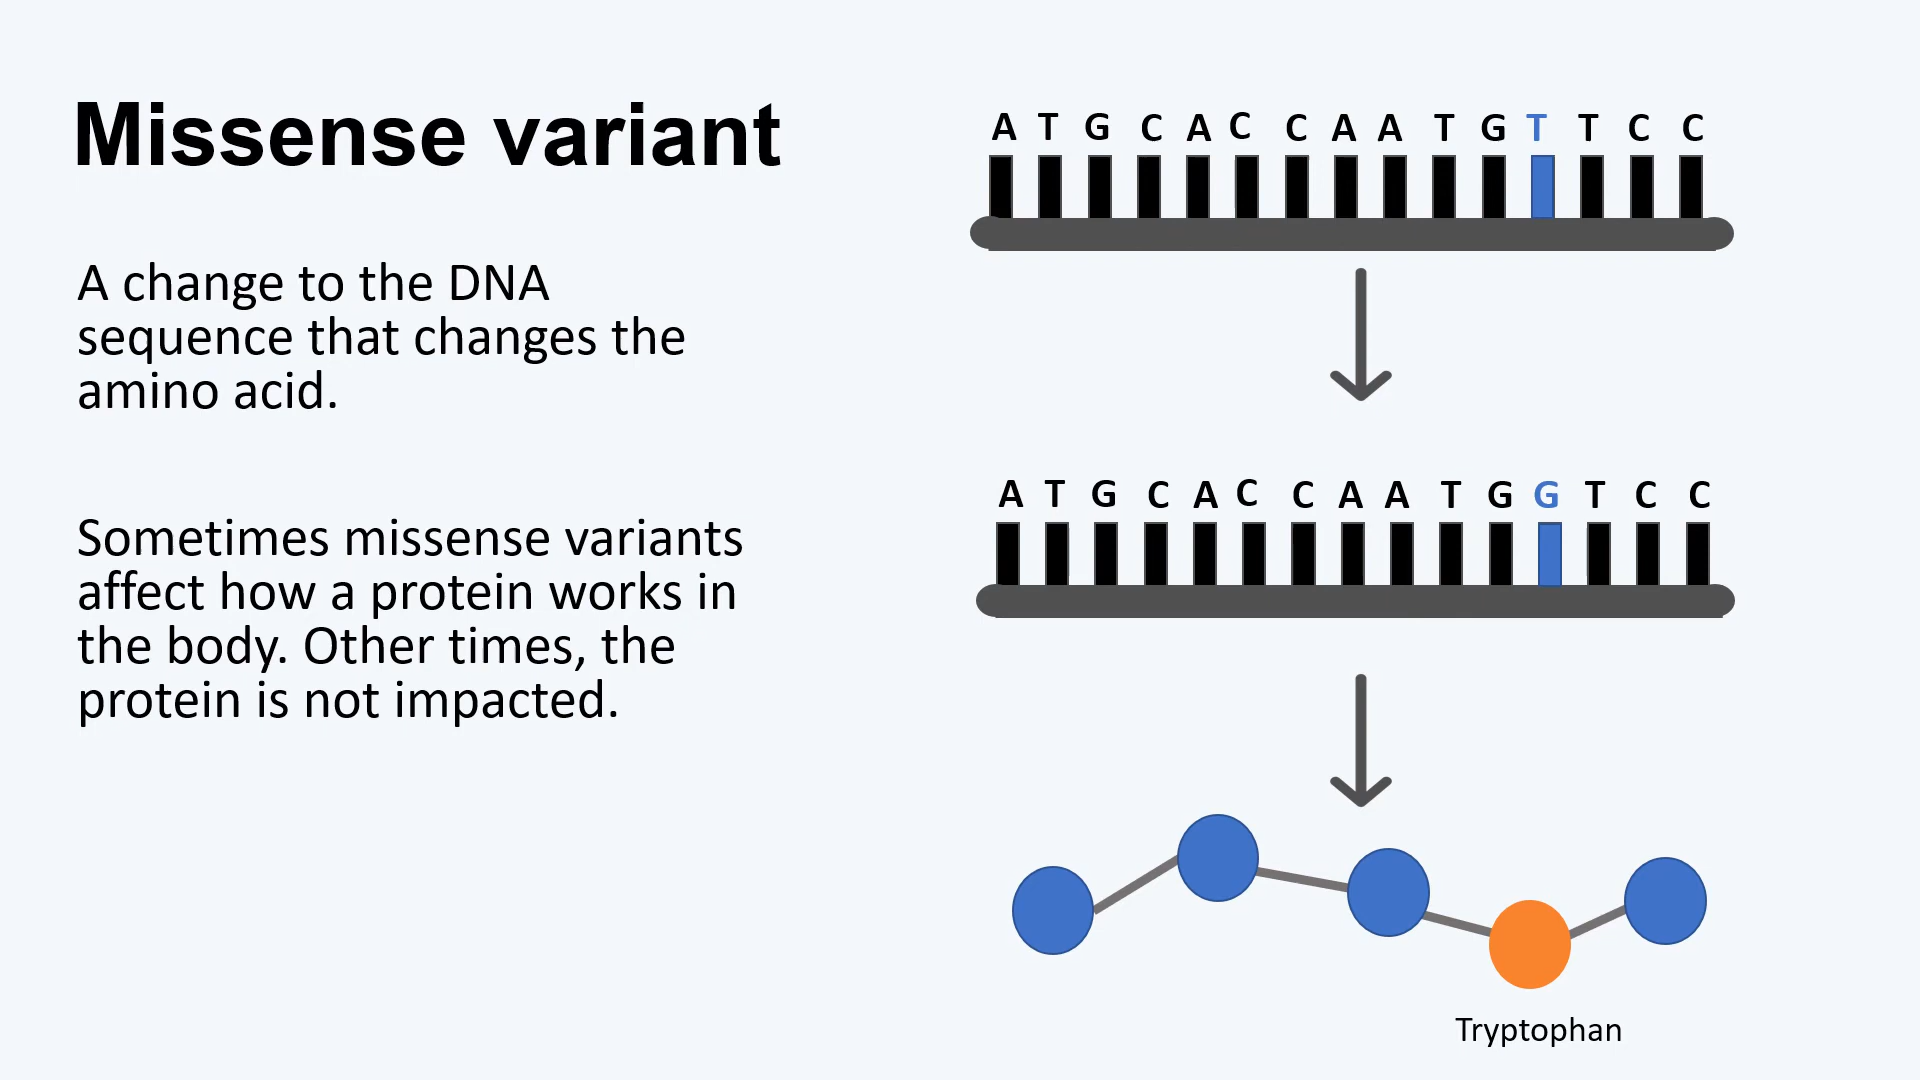 Missense variant
A change to the DNA
sequence that changes the
amino acid.
Sometimes missense variants
affect how a protein works in
the body. Other times, the
protein is not impacted.
A T G C A C C A A T G T T C C
A T G C A C C A A T G G T C C
Tryptophan